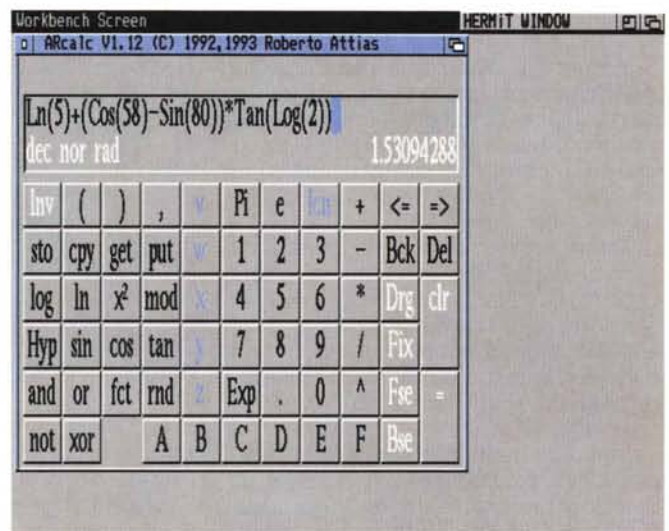 Workbench Screen HERMiT WINDOW
ARcalc V1.12 (C) 1992,1993 Roberto Attias
Ln(5)+(Cos(58)-Sin(80))*Tan(Log(2))
dec nor rad 1.53094288
Inv ( ) , v Pi e Icn + <= =>
sto cpy get put w 1 2 3 - Bck Del
log ln x² mod x 4 5 6 * Drg clr
Hyp sin cos tan y 7 8 9 / Fix
and or fct rnd z Exp . 0 ^ Fse =
not xor A B C D E F Bse